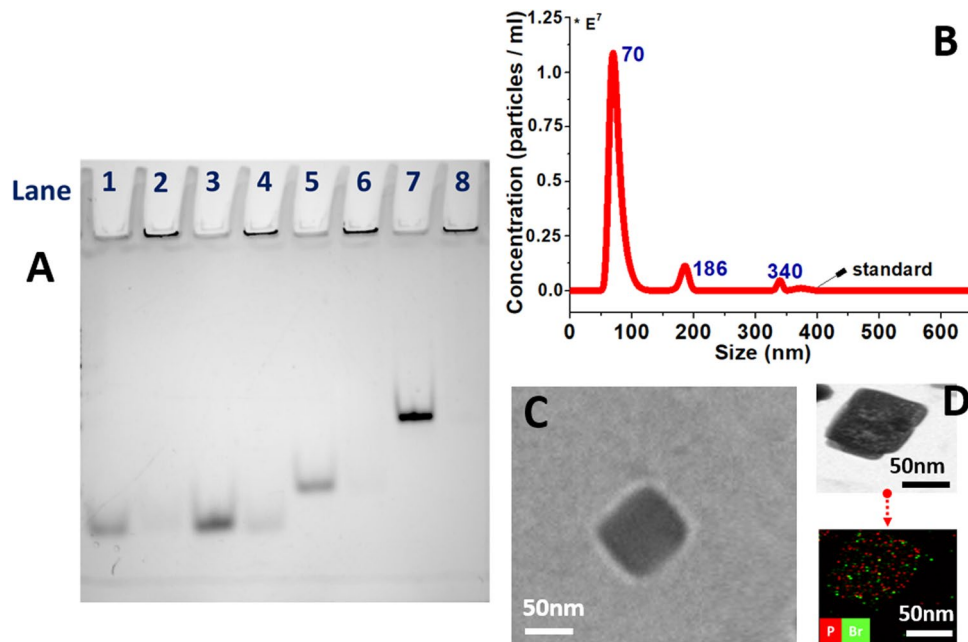 Lane 1 2 3 4 5 6 7 8
A
B
* E⁷
Concentration (particles / ml)
1.25
1.0
0.75
0.5
0.25
0.0
70
186
340
standard
0 100 200 300 400 500 600
Size (nm)
C
50nm
D
50nm
P Br
50nm